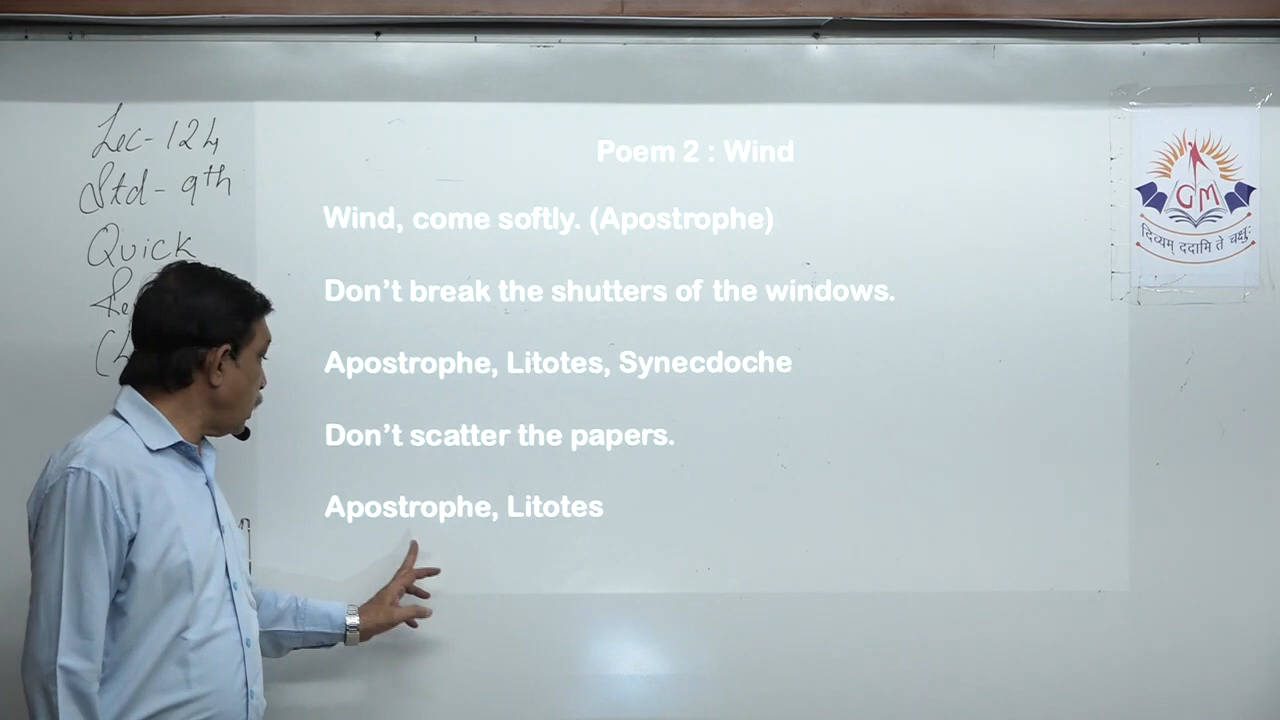 Lec-124
Std-9th
Quick
Poem 2 : Wind
Wind, come softly. (Apostrophe)
Don't break the shutters of the windows.
Apostrophe, Litotes, Synecdoche
Don't scatter the papers.
Apostrophe, Litotes
GM
दिव्यम् ददामि ते चक्षुः